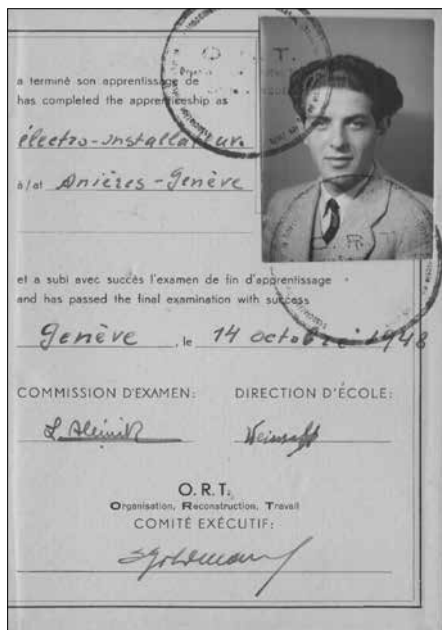 O. R. T.
a terminé son apprentissage de
has completed the apprenticeship as
électro-installateur.
à/at Anières-Genève
et a subi avec succès l'examen de fin d'apprentissage
and has passed the final examination with success
Genève, le 14 octobre 1948
COMMISSION D'EXAMEN: DIRECTION D'ÉCOLE:
O. R. T.
Organisation, Reconstruction, Travail
COMITÉ EXÉCUTIF: